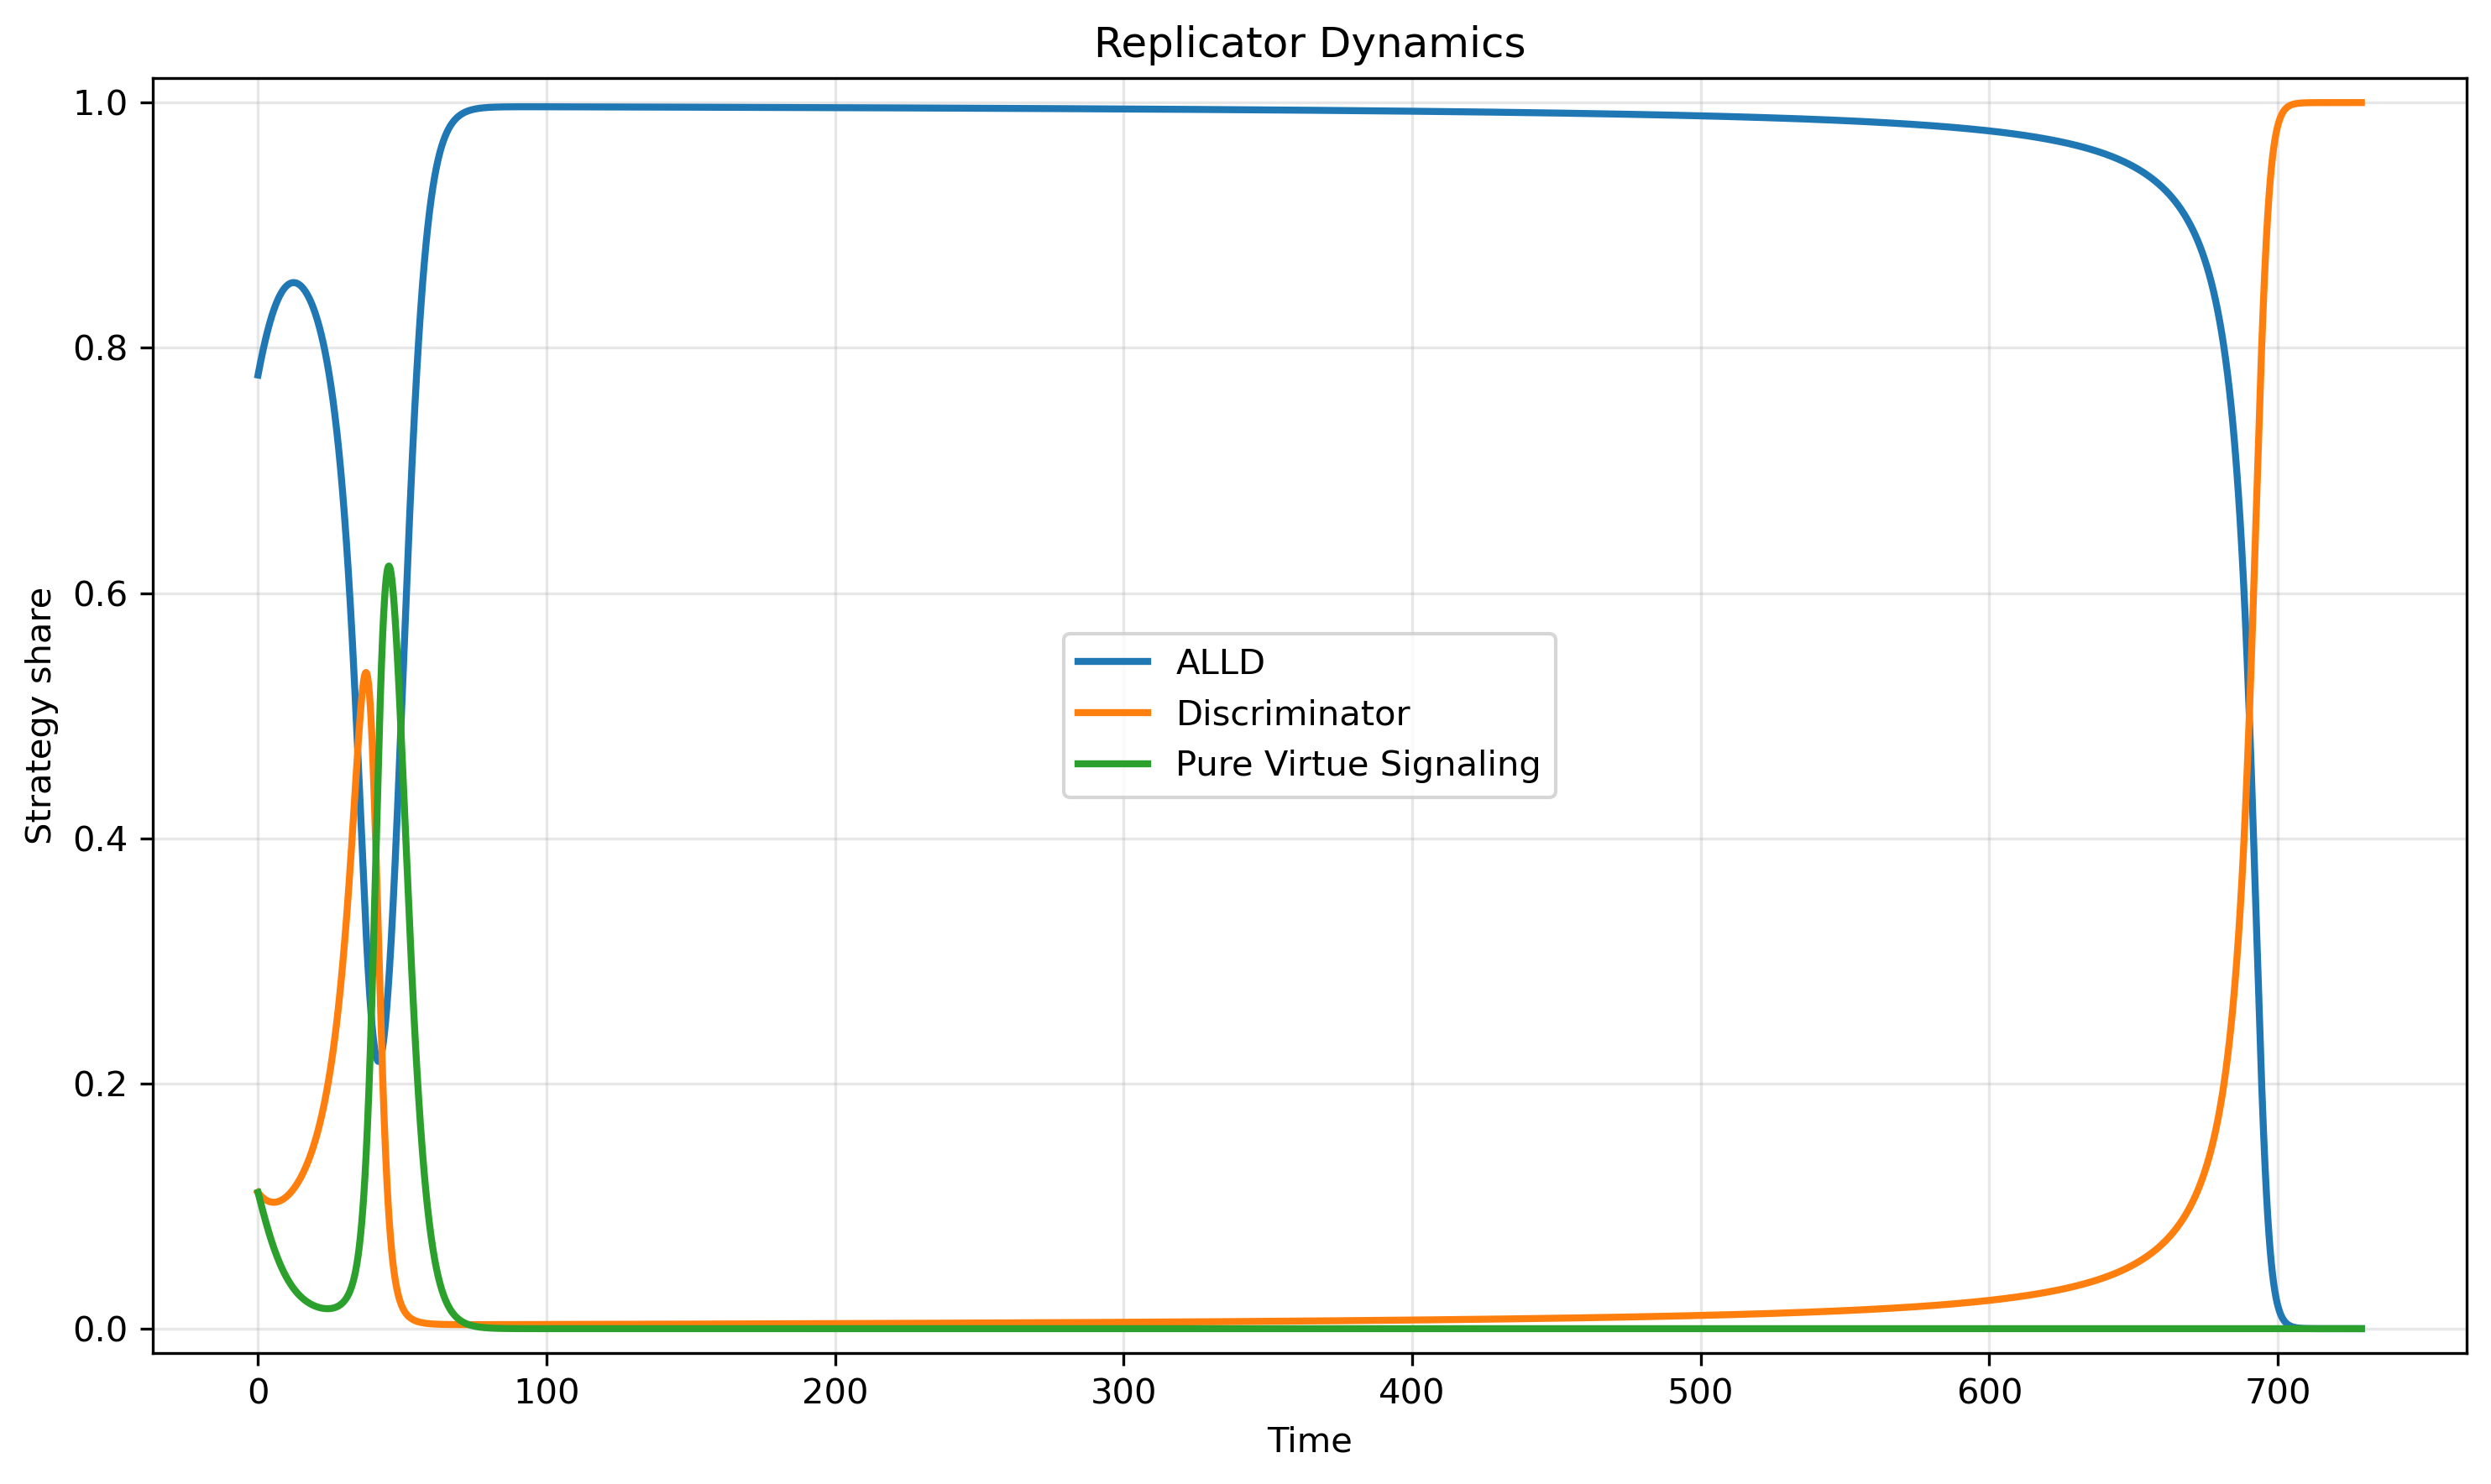 Replicator Dynamics
1.0
0.8
0.6
0.4
0.2
0.0
Strategy share
ALLD
Discriminator
Pure Virtue Signaling
0 100 200 300 400 500 600 700
Time